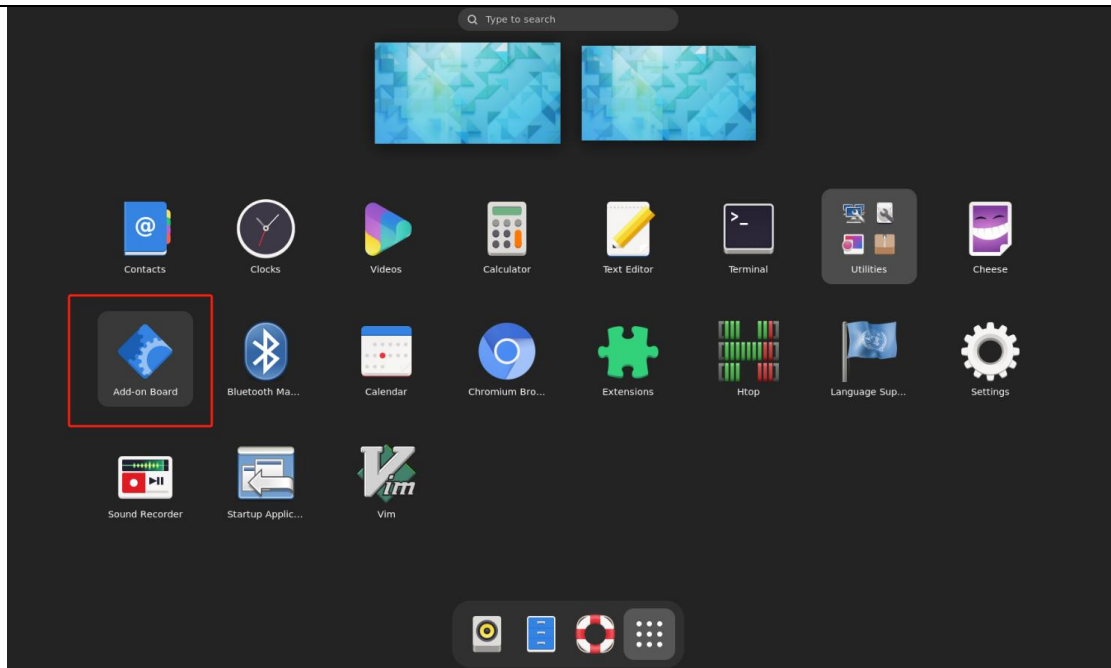 Type to search
@
>_
Contacts
Clocks
Videos
Calculator
Text Editor
Terminal
Utilities
Cheese
Add-on Board
Bluetooth Ma...
Calendar
Chromium Bro...
Extensions
Htop
Language Sup...
Settings
Vim
Sound Recorder
Startup Applic...
Vim